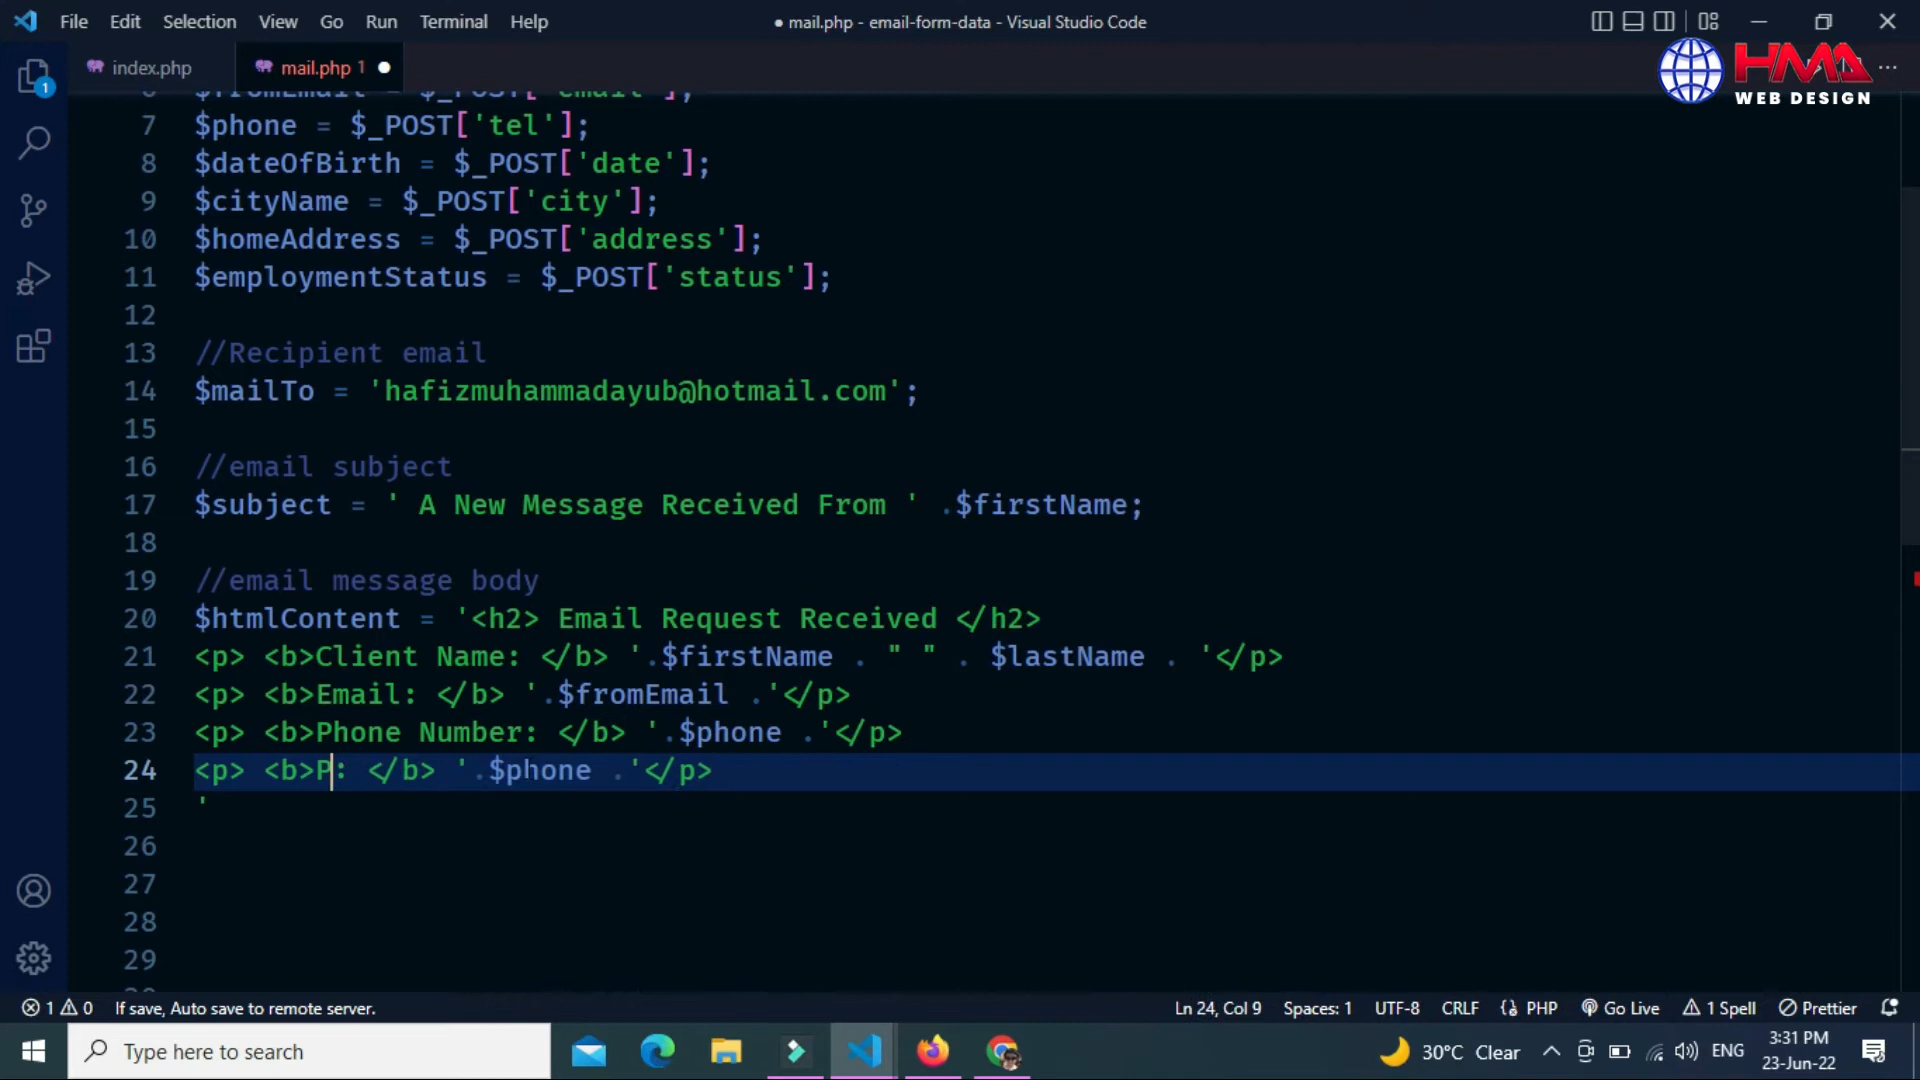 File Edit Selection View Go Run Terminal Help
● mail.php - email-form-data - Visual Studio Code
index.php
mail.php 1 ●
HMA
WEB DESIGN
7 $phone = $_POST['tel'];
8 $dateOfBirth = $_POST['date'];
9 $cityName = $_POST['city'];
10 $homeAddress = $_POST['address'];
11 $employmentStatus = $_POST['status'];
12
13 //Recipient email
14 $mailTo = 'hafizmuhammadayub@hotmail.com';
15
16 //email subject
17 $subject = ' A New Message Received From ' .$firstName;
18
19 //email message body
20 $htmlContent = '<h2> Email Request Received </h2>
21 <p> <b>Client Name: </b> '.$firstName . " " . $lastName . '</p>
22 <p> <b>Email: </b> '.$fromEmail .'</p>
23 <p> <b>Phone Number: </b> '.$phone .'</p>
24 <p> <b>P: </b> '.$phone .'</p>
25 '
26
27
28
29
1 0 If save, Auto save to remote server.
Ln 24, Col 9 Spaces: 1 UTF-8 CRLF PHP Go Live 1 Spell Prettier
Type here to search
30°C Clear
ENG
3:31 PM
23-Jun-22
1